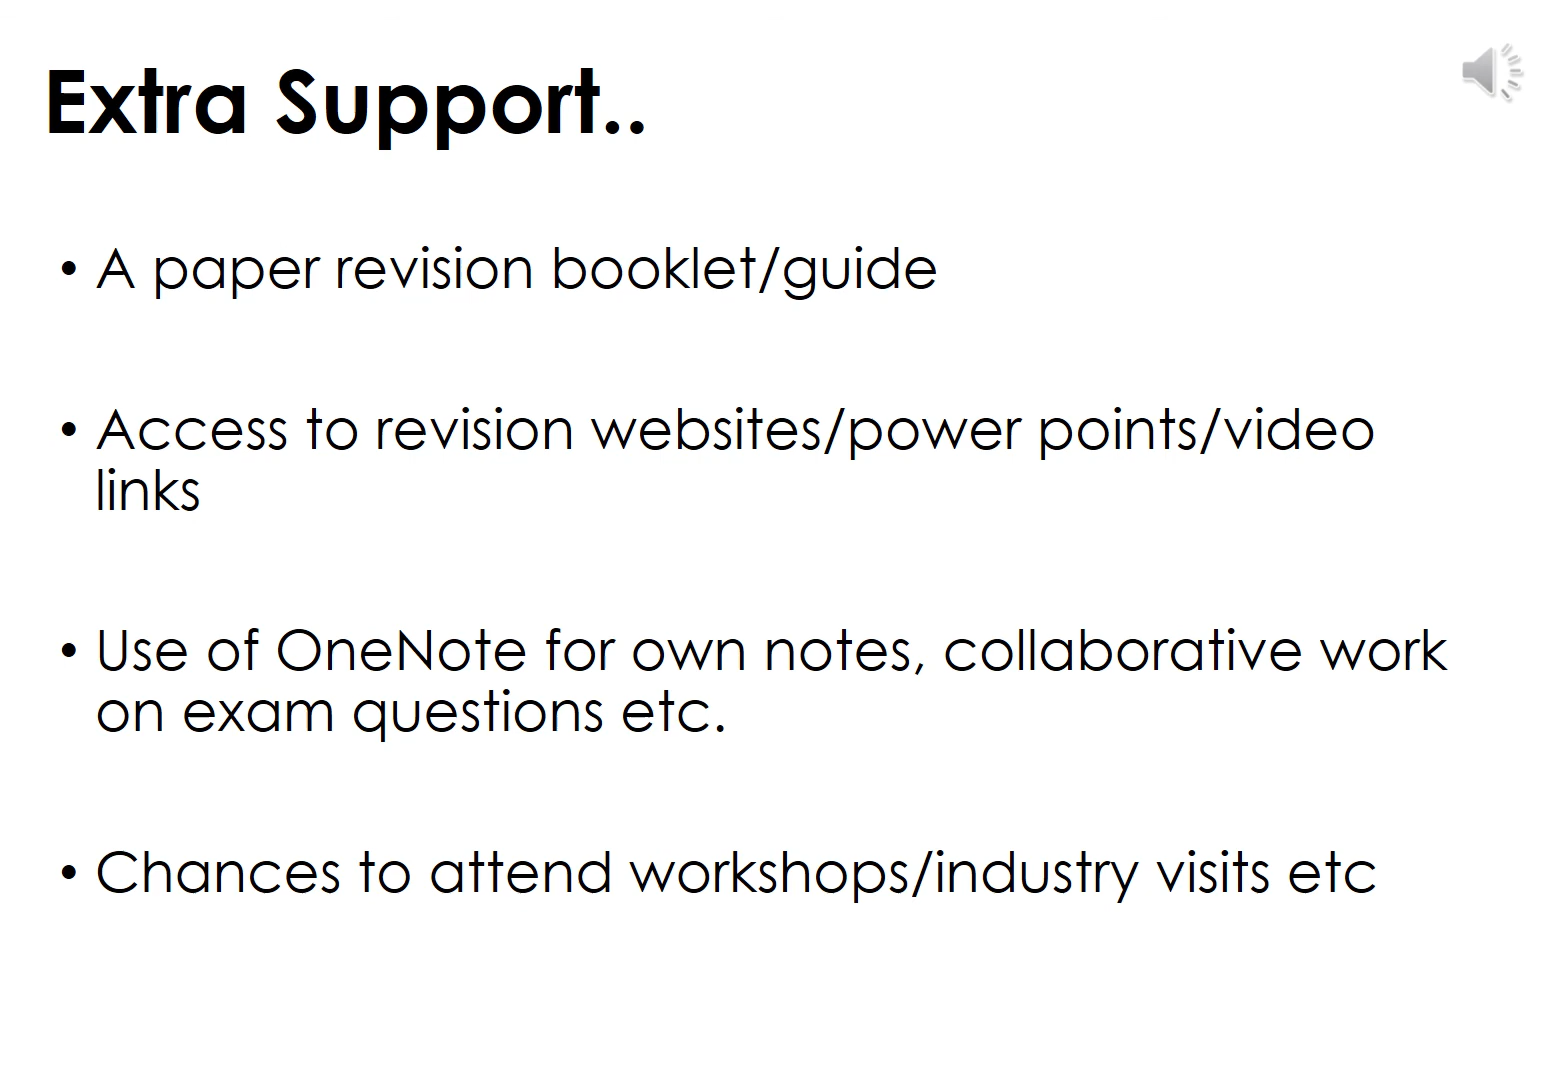 Extra Support..
• A paper revision booklet/guide
• Access to revision websites/power points/video
links
• Use of OneNote for own notes, collaborative work
on exam questions etc.
• Chances to attend workshops/industry visits etc